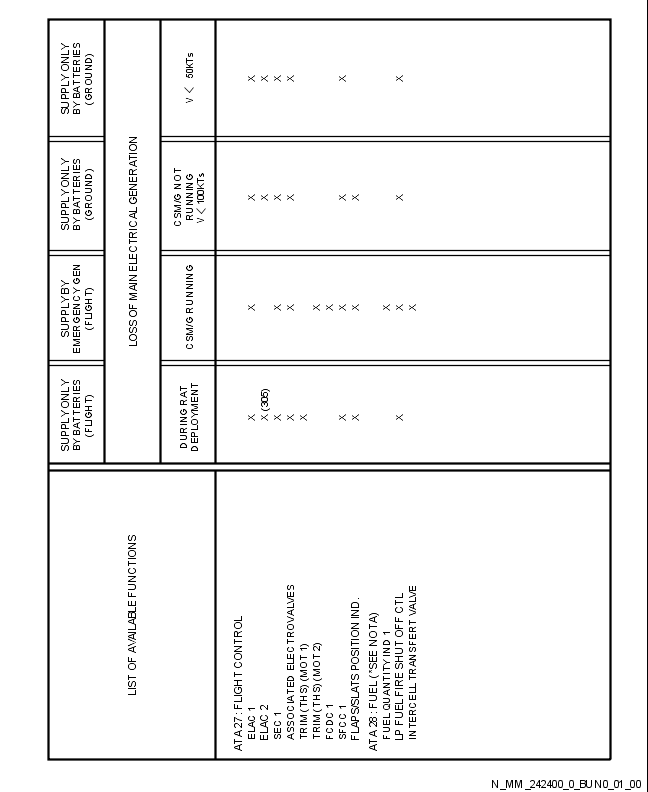 LIST OF AVAILABLE FUNCTIONS
SUPPLY ONLY
BY BATTERIES
(FLIGHT)
SUPPLY BY
EMERGENCY GEN
(FLIGHT)
SUPPLY ONLY
BY BATTERIES
(GROUND)
SUPPLY ONLY
BY BATTERIES
(GROUND)
LOSS OF MAIN ELECTRICAL GENERATION
DURING RAT
DEPLOYMENT
CSM/G RUNNING
CSM/G NOT
RUNNING
V < 100KTs
V < 50KTs
ATA 27 : FLIGHT CONTROL
ELAC 1 X X X X
ELAC 2 X (305) X X
SEC 1 X X X X
ASSOCIATED ELECTROVALVES X X X X
TRIM (THS) (MOT 1) X
TRIM (THS) (MOT 2) X
FCDC 1 X
SFCC 1 X X X X
FLAPS/SLATS POSITION IND. X X X
ATA 28 : FUEL (*SEE NOTA)
FUEL QUANTITY IND 1 X
LP FUEL FIRE SHUT OFF CTL X X X X
INTERCELL TRANSFERT VALVE X
N_MM_242400_0_BUN0_01_00